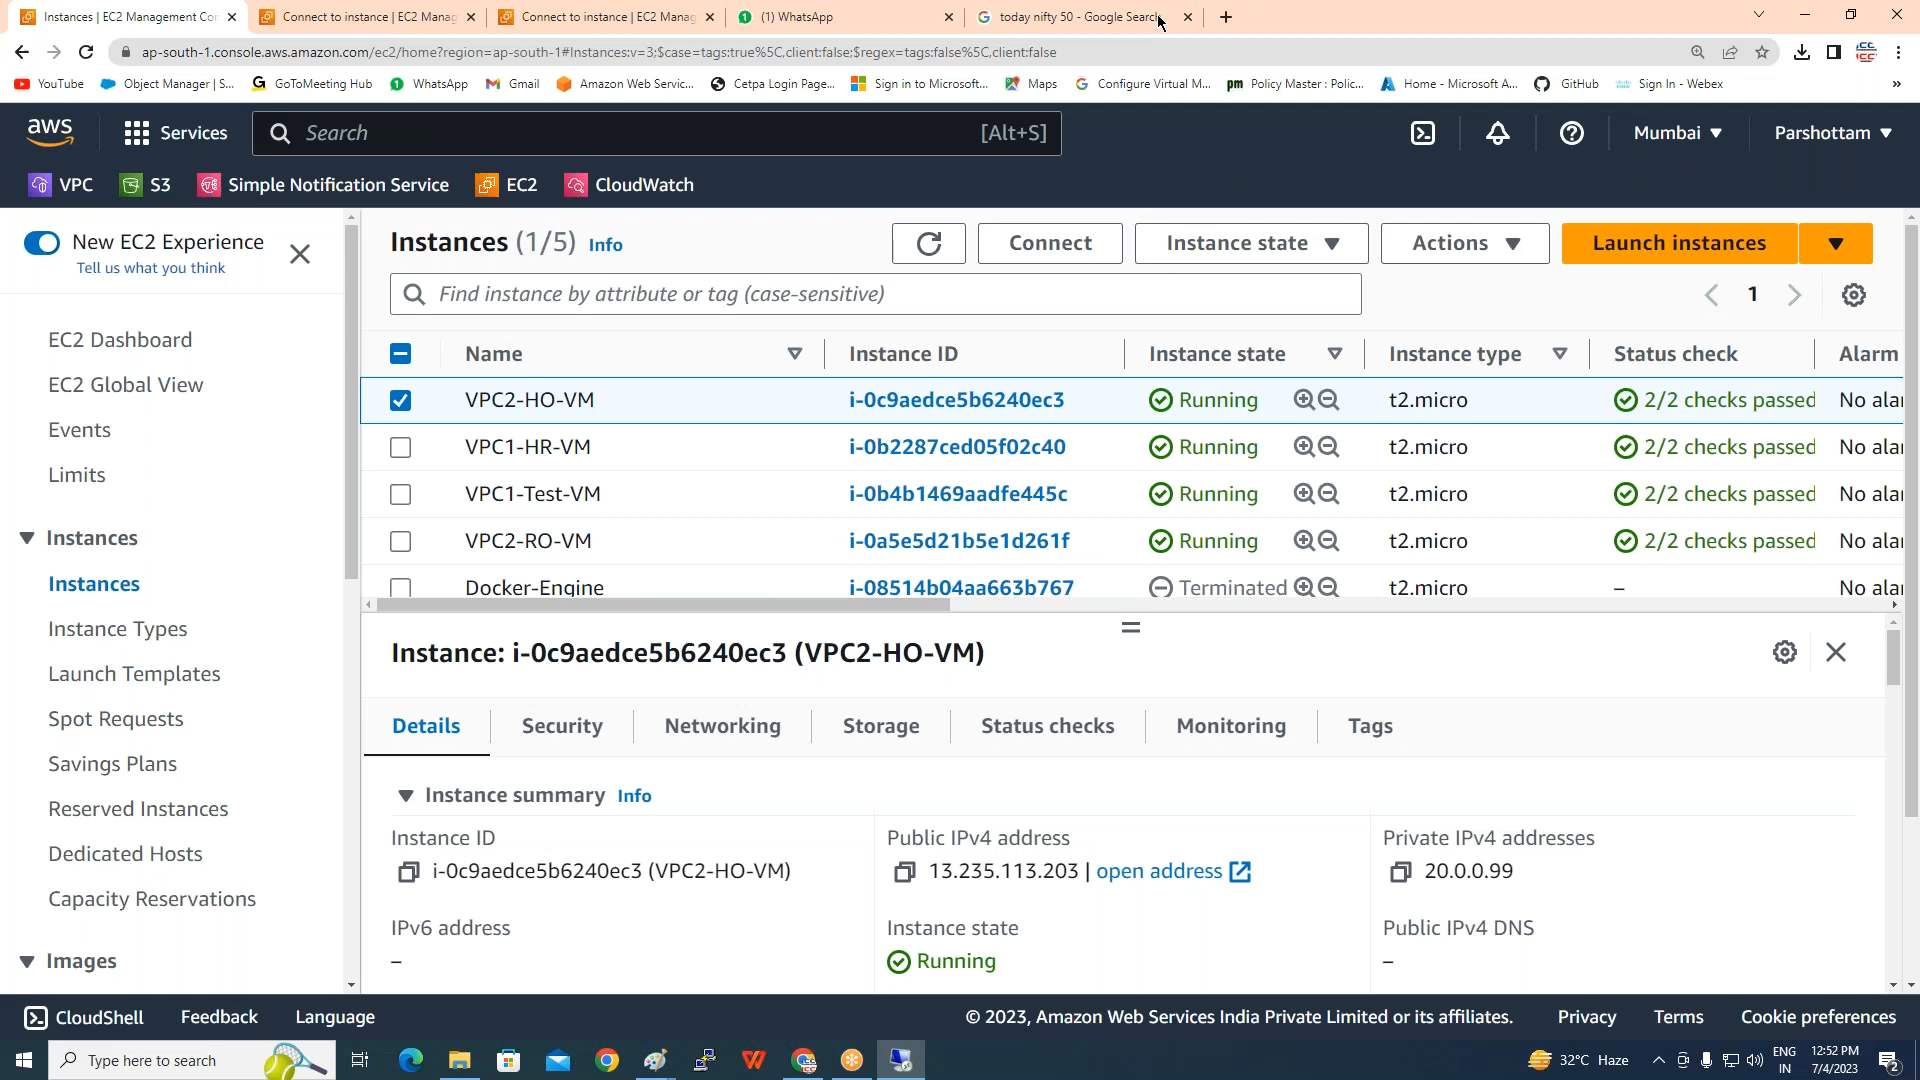 Instances | EC2 Management Con
Connect to instance | EC2 Manag
Connect to instance | EC2 Manag
(1) WhatsApp
today nifty 50 - Google Search
ap-south-1.console.aws.amazon.com/ec2/home?region=ap-south-1#Instances:v=3;$case=tags:true%5C,client:false;$regex=tags:false%5C,client:false
YouTube
Object Manager | S...
GoToMeeting Hub
WhatsApp
Gmail
Amazon Web Servic...
Cetpa Login Page...
Sign in to Microsoft...
Maps
Configure Virtual M...
pm Policy Master : Polic...
Home - Microsoft A...
GitHub
Sign In - Webex
»
aws
Services
Search [Alt+S]
Mumbai
Parshottam
VPC
S3
Simple Notification Service
EC2
CloudWatch
New EC2 Experience
Tell us what you think
EC2 Dashboard
EC2 Global View
Events
Limits
Instances
Instances
Instance Types
Launch Templates
Spot Requests
Savings Plans
Reserved Instances
Dedicated Hosts
Capacity Reservations
Images
Instances (1/5) Info
Connect
Instance state
Actions
Launch instances
Find instance by attribute or tag (case-sensitive)
1
Name Instance ID Instance state Instance type Status check Alarm
VPC2-HO-VM i-0c9aedce5b6240ec3 Running t2.micro 2/2 checks passed No alar
VPC1-HR-VM i-0b2287ced05f02c40 Running t2.micro 2/2 checks passed No alar
VPC1-Test-VM i-0b4b1469aadfe445c Running t2.micro 2/2 checks passed No alar
VPC2-RO-VM i-0a5e5d21b5e1d261f Running t2.micro 2/2 checks passed No alar
Docker-Engine i-08514b04aa663b767 Terminated t2.micro – No alar
Instance: i-0c9aedce5b6240ec3 (VPC2-HO-VM)
Details Security Networking Storage Status checks Monitoring Tags
Instance summary Info
Instance ID
i-0c9aedce5b6240ec3 (VPC2-HO-VM)
Public IPv4 address
13.235.113.203 | open address
Private IPv4 addresses
20.0.0.99
IPv6 address
–
Instance state
Running
Public IPv4 DNS
–
CloudShell
Feedback
Language
© 2023, Amazon Web Services India Private Limited or its affiliates.
Privacy
Terms
Cookie preferences
Type here to search
32°C Haze
ENG
IN
12:52 PM
7/4/2023
2